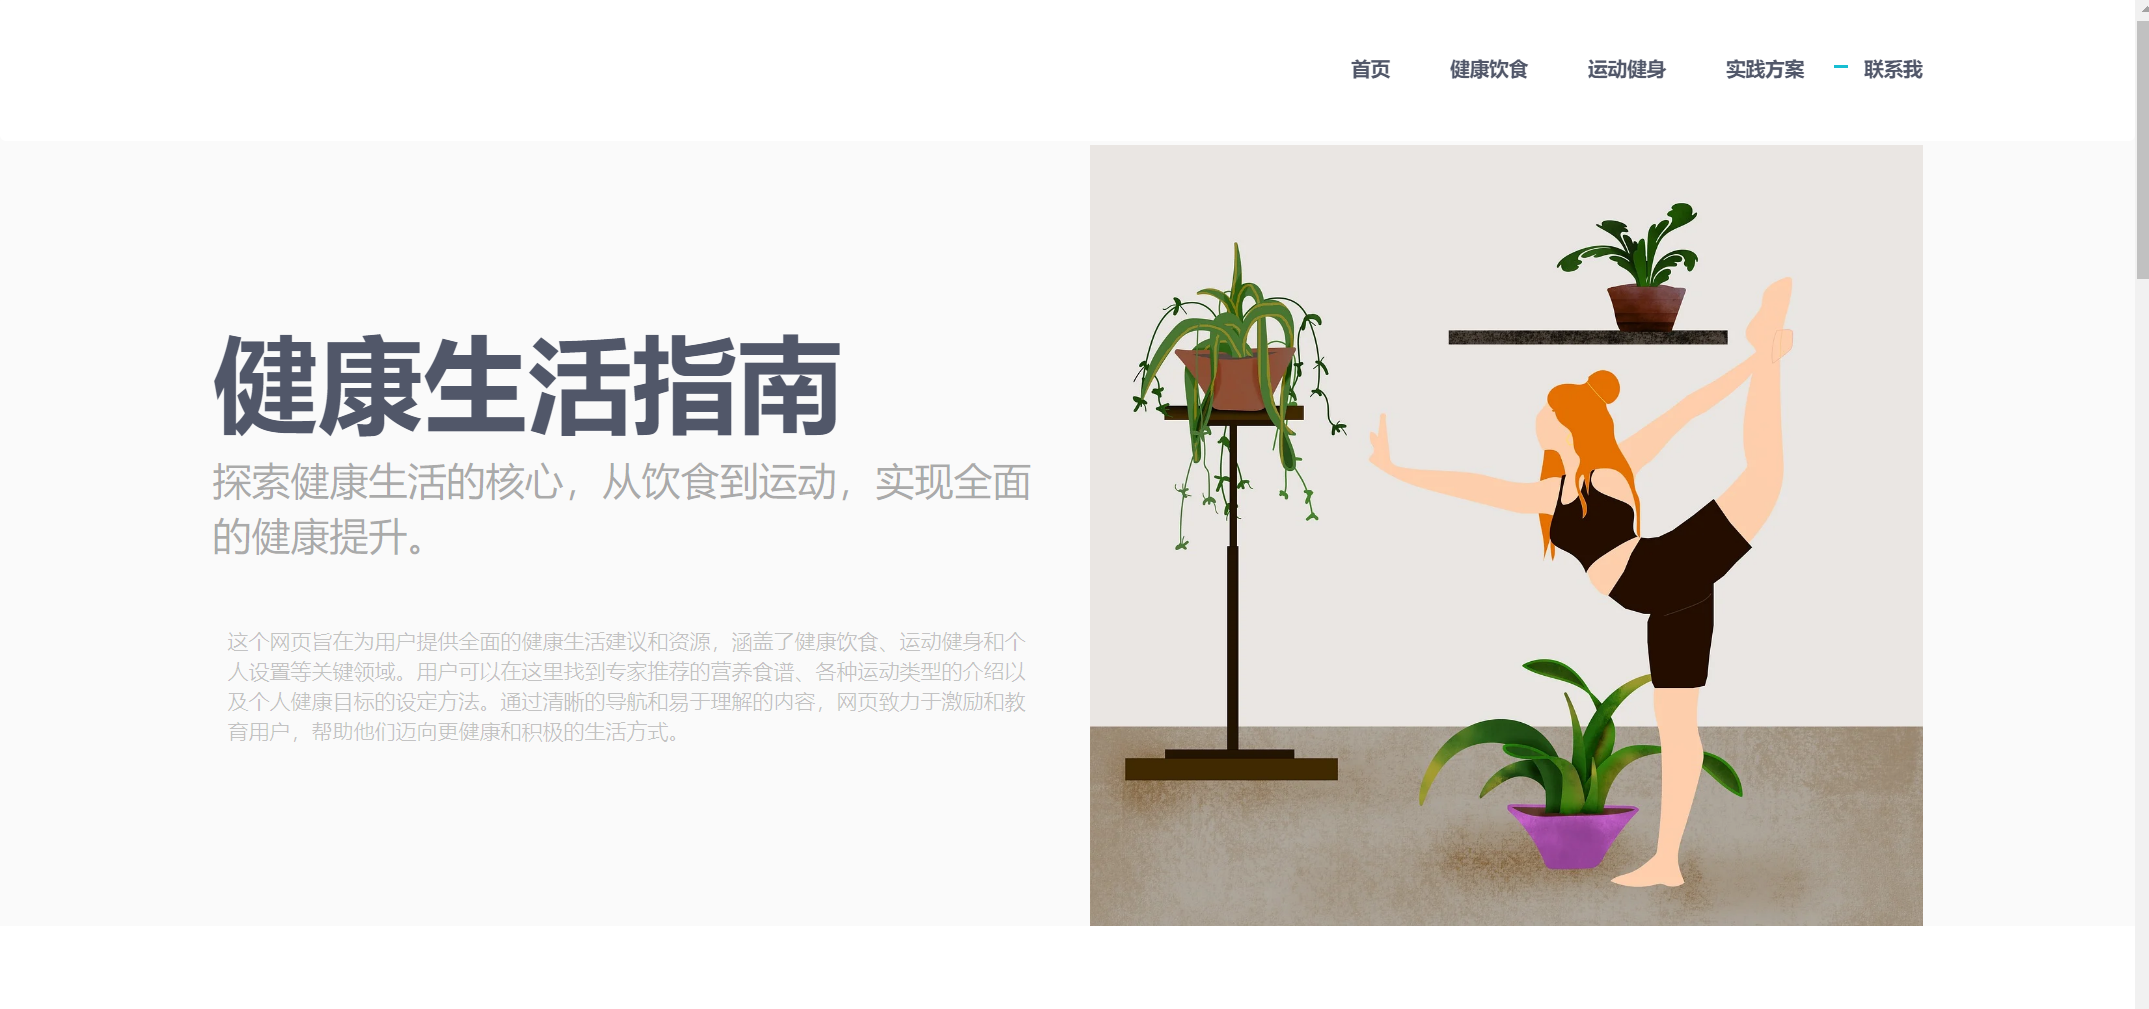 首页 健康饮食 运动健身 实践方案 联系我
健康生活指南
探索健康生活的核心，从饮食到运动，实现全面
的健康提升。
这个网页旨在为用户提供全面的健康生活建议和资源，涵盖了健康饮食、运动健身和个
人设置等关键领域。用户可以在这里找到专家推荐的营养食谱、各种运动类型的介绍以
及个人健康目标的设定方法。通过清晰的导航和易于理解的内容，网页致力于激励和教
育用户，帮助他们迈向更健康和积极的生活方式。